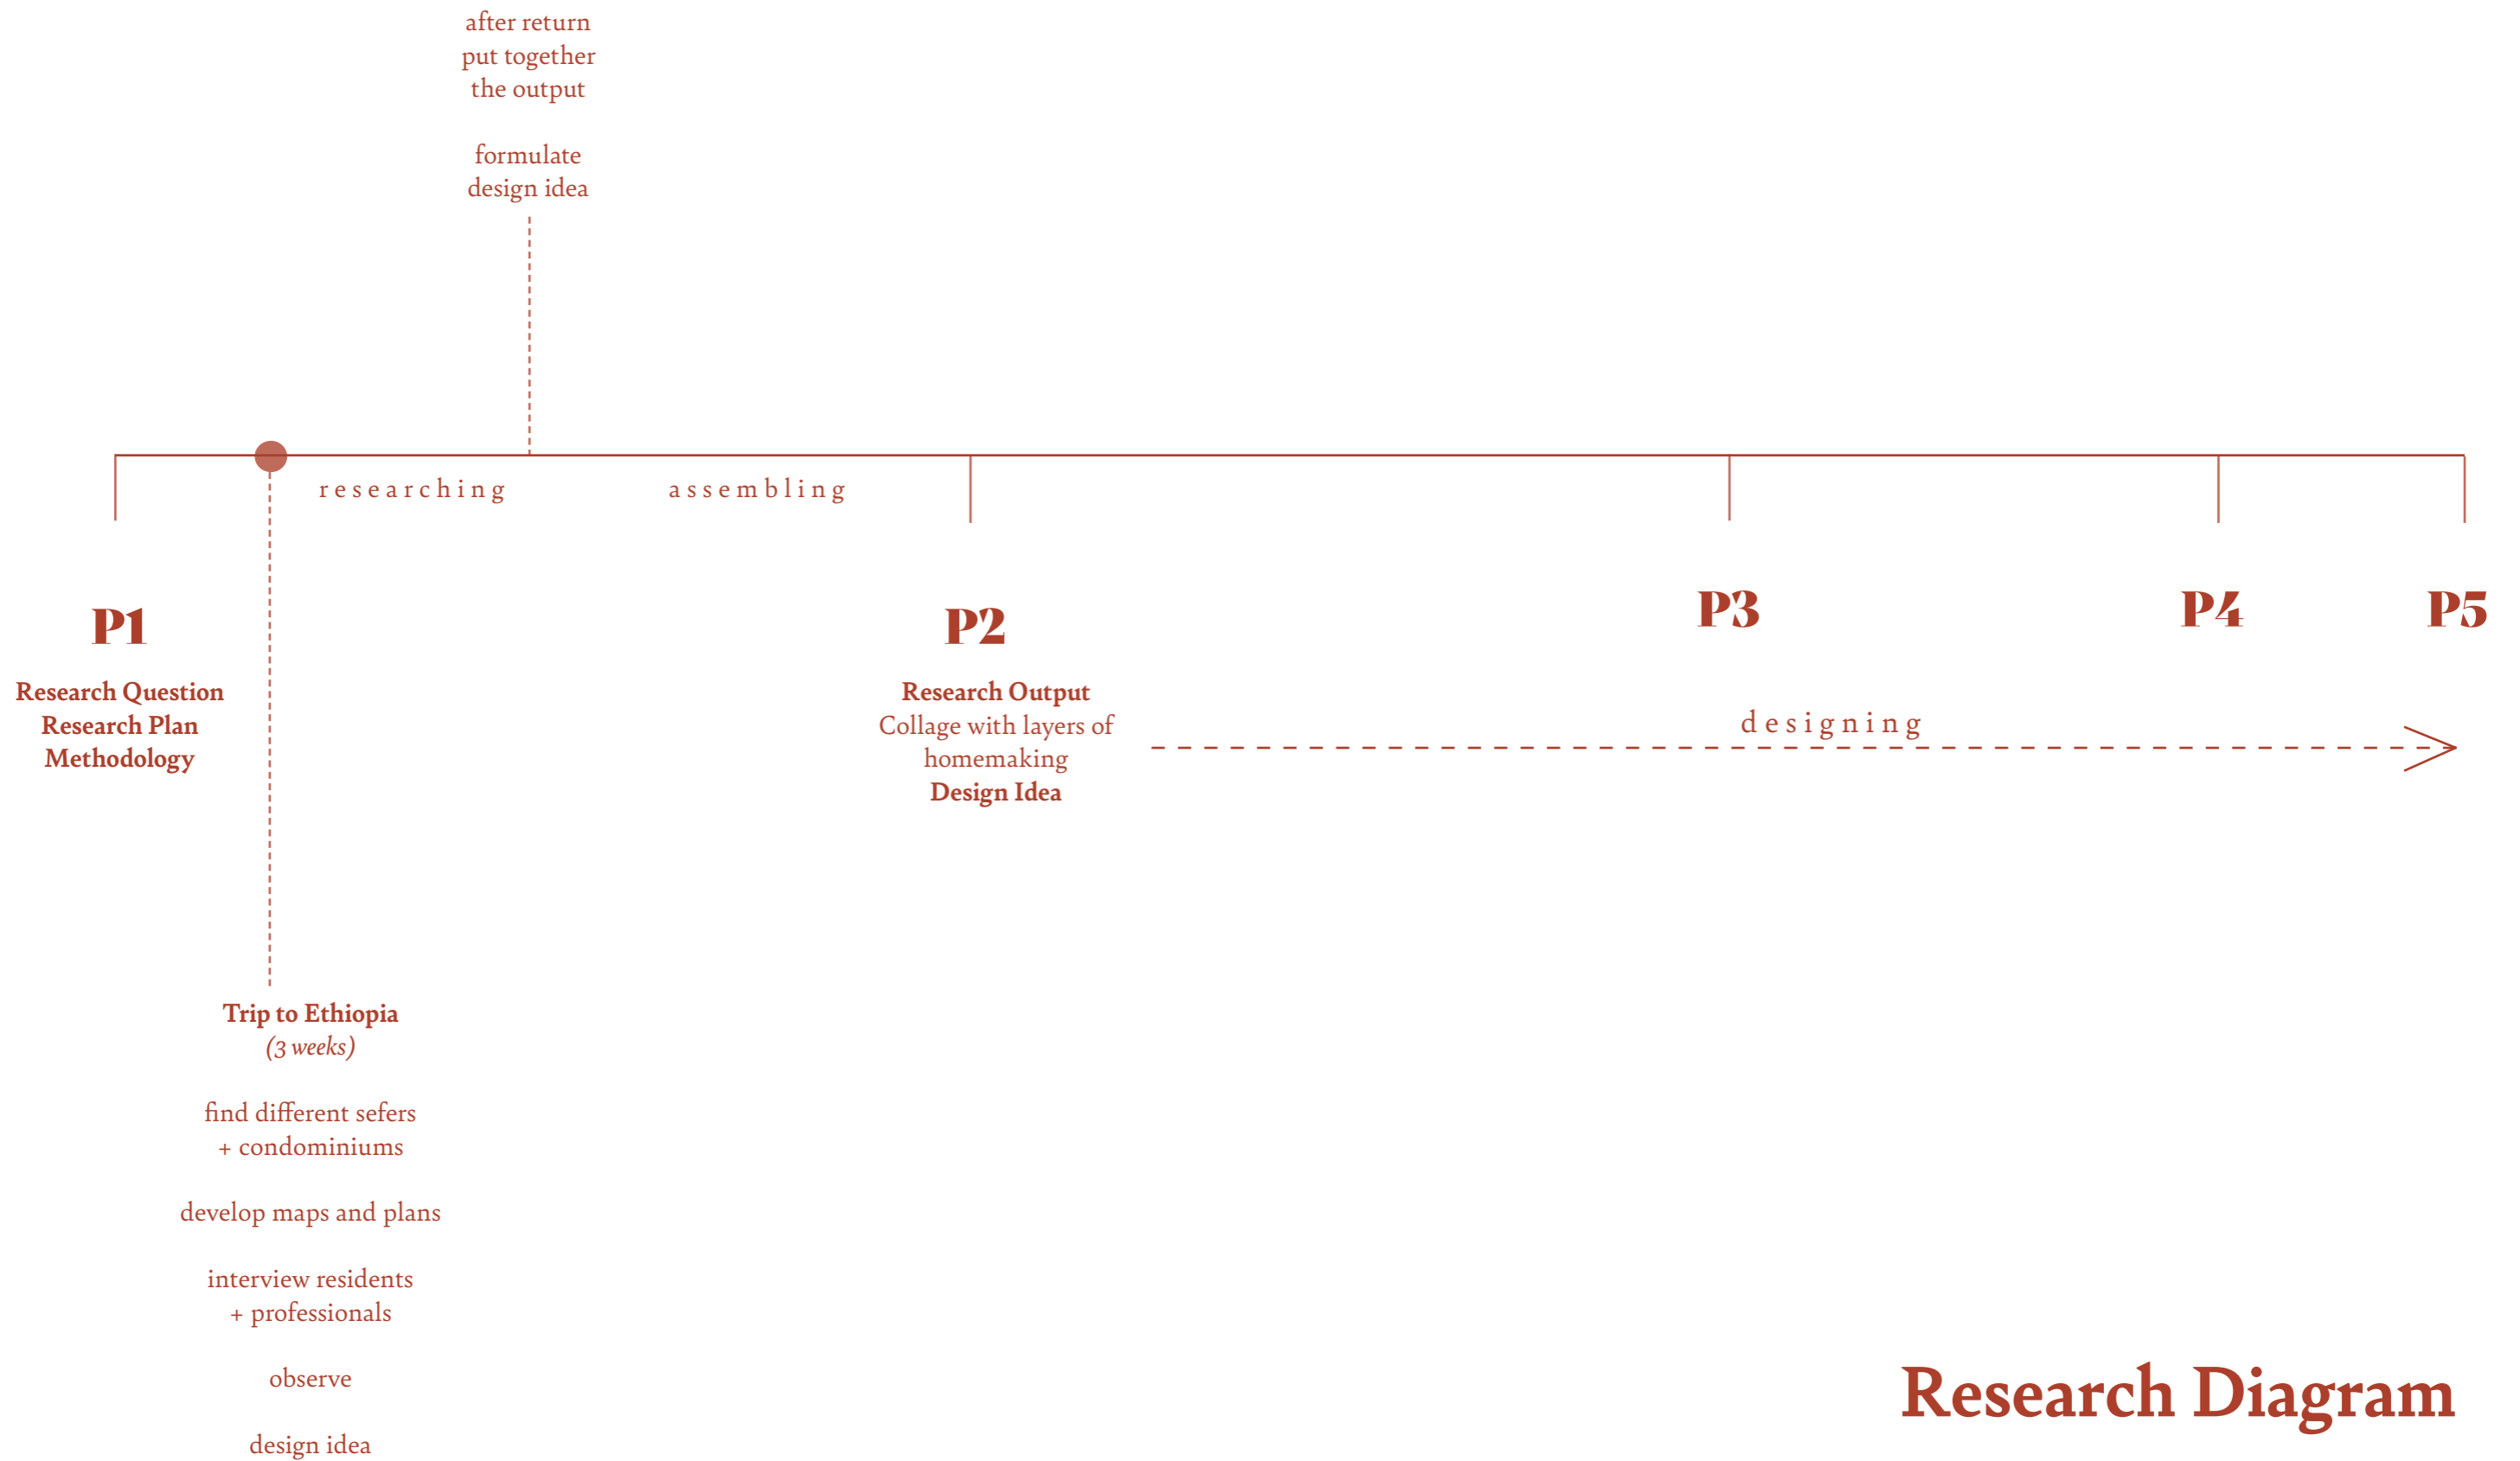 after return
put together
the output
formulate
design idea
researching
assembling
P1
Research Question
Research Plan
Methodology
P2
Research Output
Collage with layers of
homemaking
Design Idea
P3
P4
P5
designing
Trip to Ethiopia
(3 weeks)
find different sefers
+ condominiums
develop maps and plans
interview residents
+ professionals
observe
design idea
Research Diagram